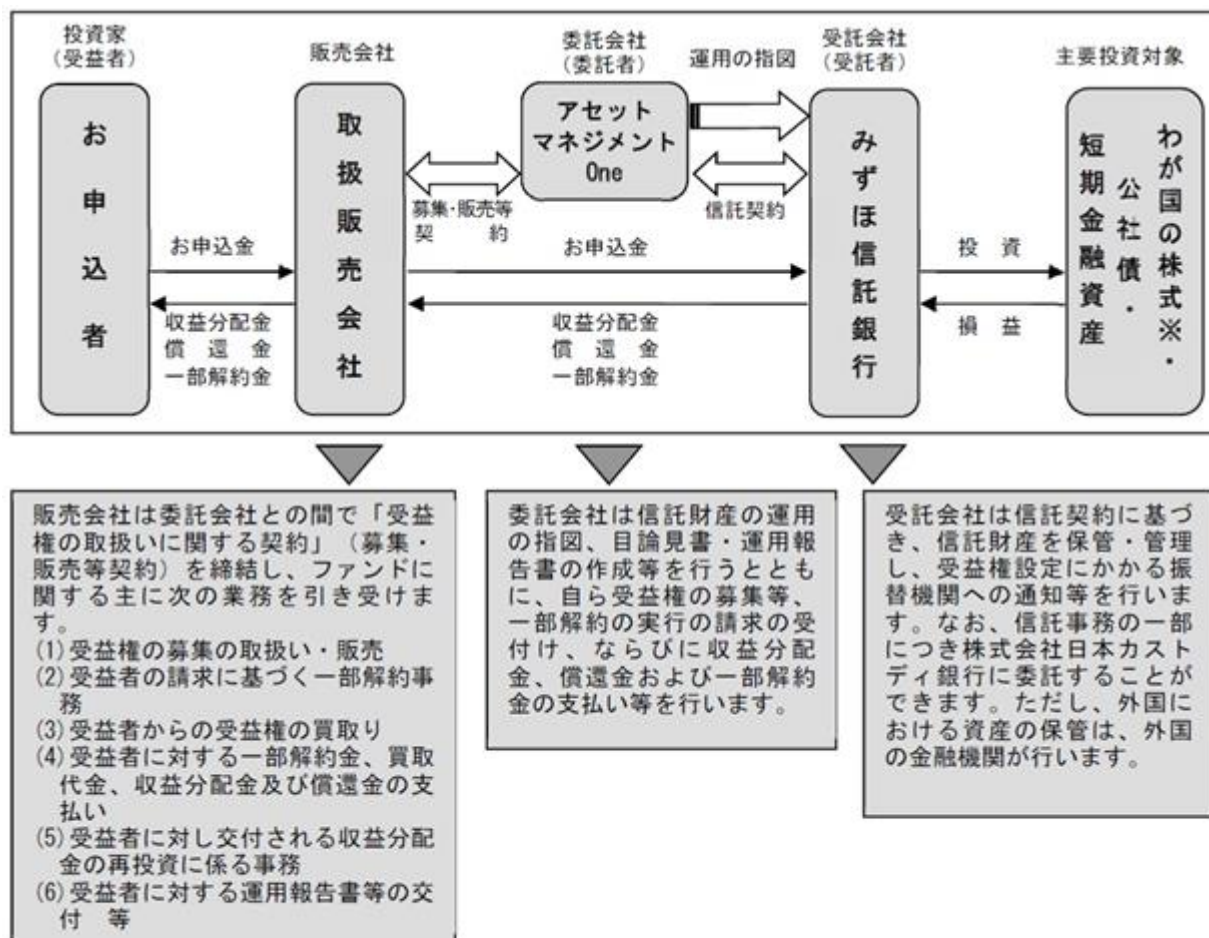 投資家
(受益者)
販売会社
委託会社
(委託者)
運用の指図
受託会社
(受託者)
主要投資対象
お申込者
取扱販売会社
アセット
マネジメント
One
みずほ信託銀行
わが国の株式※・
公社債・
短期金融資産
募集・販売等
契　約
信託契約
お申込金
収益分配金
償　還　金
一部解約金
お申込金
収益分配金
償　還　金
一部解約金
投　資
損　益
販売会社は委託会社との間で「受益
権の取扱いに関する契約」（募集・
販売等契約）を締結し、ファンドに
関する主に次の業務を引き受けま
す。
(1)受益権の募集の取扱い・販売
(2)受益者の請求に基づく一部解約事
務
(3)受益者からの受益権の買取り
(4)受益者に対する一部解約金、買取
代金、収益分配金及び償還金の支
払い
(5)受益者に対し交付される収益分配
金の再投資に係る事務
(6)受益者に対する運用報告書等の交
付　等
委託会社は信託財産の運用
の指図、目論見書・運用報
告書の作成等を行うととも
に、自ら受益権の募集等、
一部解約の実行の請求の受
付け、ならびに収益分配
金、償還金および一部解約
金の支払い等を行います。
受託会社は信託契約に基づ
き、信託財産を保管・管理
し、受益権設定にかかる振
替機関への通知等を行いま
す。なお、信託事務の一部
につき株式会社日本カスト
ディ銀行に委託することが
できます。ただし、外国に
おける資産の保管は、外国
の金融機関が行います。